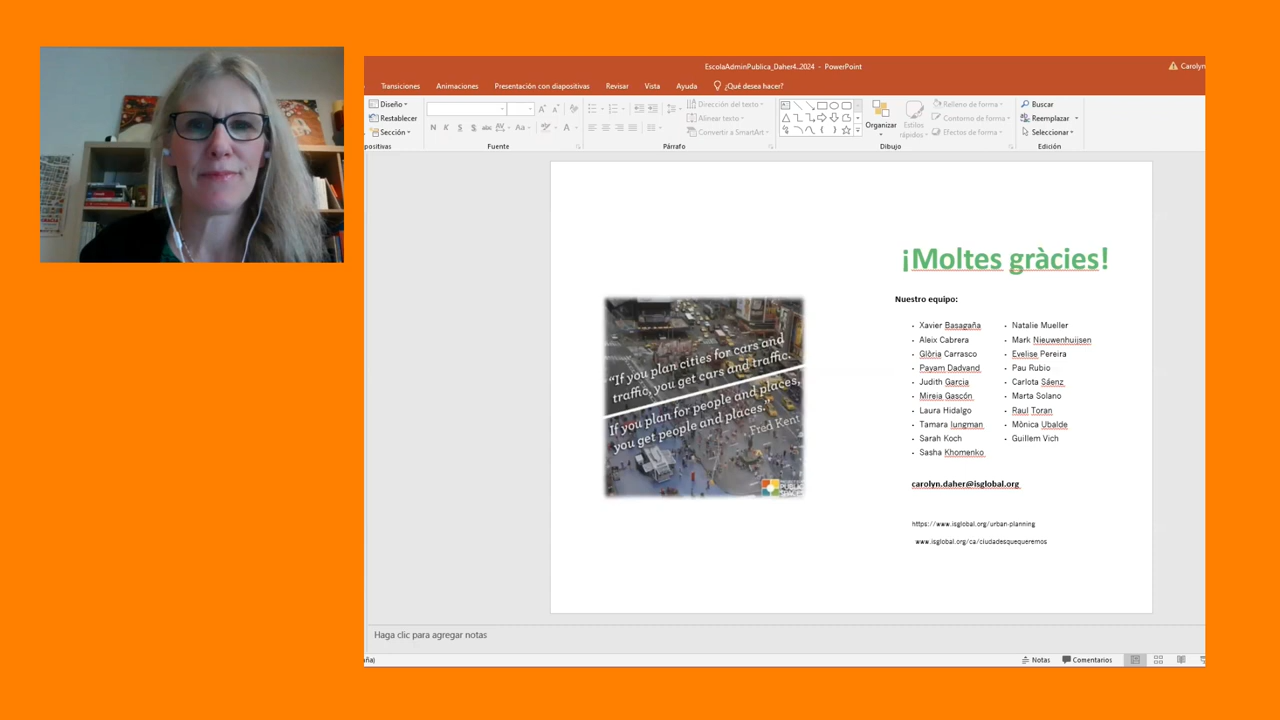 EscolaAdminPublica_Daher4..2024 - PowerPoint
Carolyn
Transiciones Animaciones Presentación con diapositivas Revisar Vista Ayuda ¿Qué desea hacer?
Diseño
Restablecer
Sección
positivas
N K S S abc AV Aa A
Fuente
Dirección del texto
Alinear texto
Convertir a SmartArt
Párrafo
Organizar
Estilos
rápidos
Relleno de forma
Contorno de forma
Efectos de forma
Dibujo
Buscar
Reemplazar
Seleccionar
Edición
¡Moltes gràcies!
Nuestro equipo:
Xavier Basagaña
Aleix Cabrera
Glòria Carrasco
Payam Dadvand
Judith Garcia
Mireia Gascón
Laura Hidalgo
Tamara Iungman
Sarah Koch
Sasha Khomenko
Natalie Mueller
Mark Nieuwenhuijsen
Evelise Pereira
Pau Rubio
Carlota Sáenz
Marta Solano
Raul Toran
Mònica Ubalde
Guillem Vich
carolyn.daher@isglobal.org
https://www.isglobal.org/urban-planning
www.isglobal.org/ca/ciudadesquequeremos
“If you plan cities for cars and
traffic, you get cars and traffic.
If you plan for people and places,
you get people and places.”
- Fred Kent
Haga clic para agregar notas
aña)
Notas Comentarios